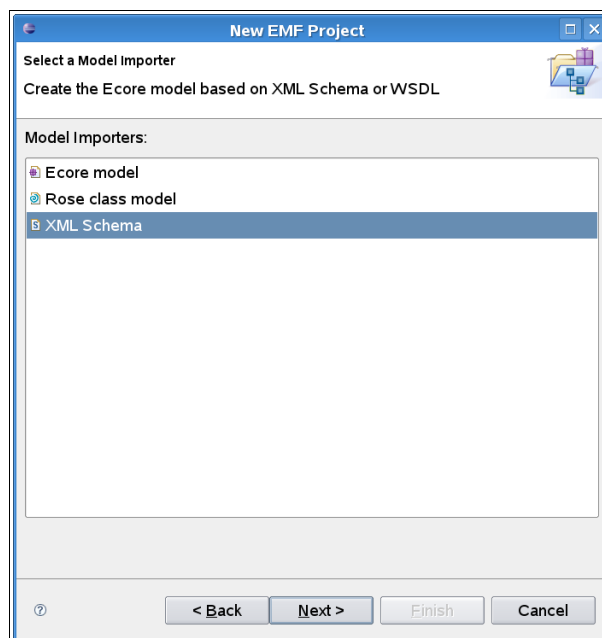 New EMF Project
Select a Model Importer
Create the Ecore model based on XML Schema or WSDL
Model Importers:
Ecore model
Rose class model
XML Schema
< Back Next > Finish Cancel